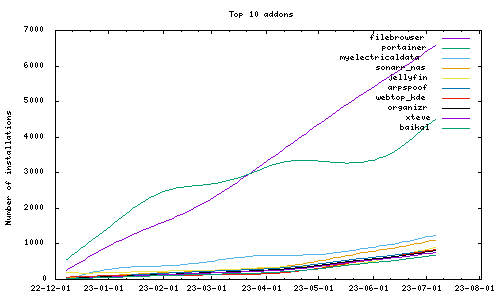 Top 10 addons
7000
6000
5000
4000
3000
2000
1000
0
Number of installations
filebrowser
portainer
myelectricaldata
sonarr_nas
jellyfin
arpspoof
webtop_kde
organizr
xteve
baikal
22-12-01 23-01-01 23-02-01 23-03-01 23-04-01 23-05-01 23-06-01 23-07-01 23-08-01